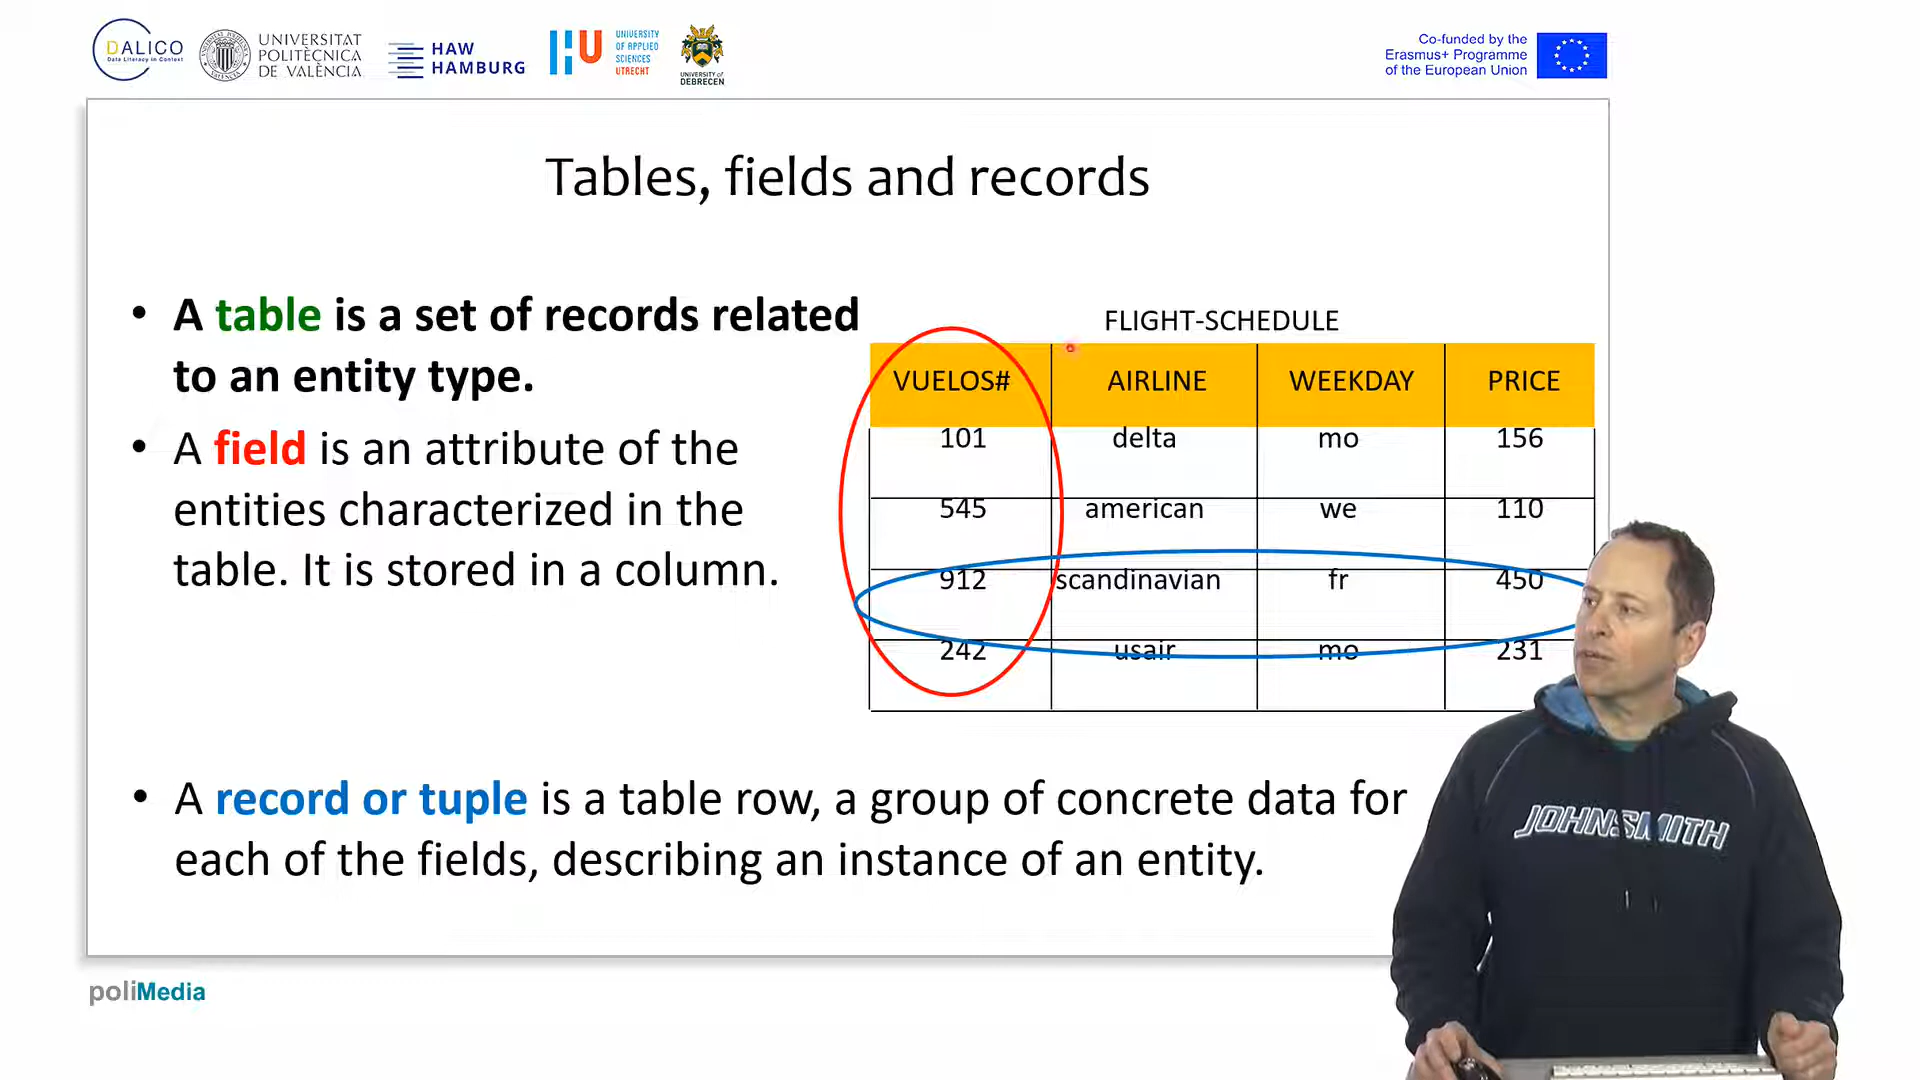 DALICO
Data Literacy in Context
UNIVERSITAT
POLITÈCNICA
DE VALÈNCIA
HAW
HAMBURG
HU
UNIVERSITY
OF APPLIED
SCIENCES
UTRECHT
UNIVERSITY of
DEBRECEN
Co-funded by the
Erasmus+ Programme
of the European Union
Tables, fields and records
• A table is a set of records related
to an entity type.
• A field is an attribute of the
entities characterized in the
table. It is stored in a column.
FLIGHT-SCHEDULE
VUELOS# AIRLINE WEEKDAY PRICE
101 delta mo 156
545 american we 110
912 scandinavian fr 450
242 usair mo 231
• A record or tuple is a table row, a group of concrete data for
each of the fields, describing an instance of an entity.
JOHNSMITH
poliMedia